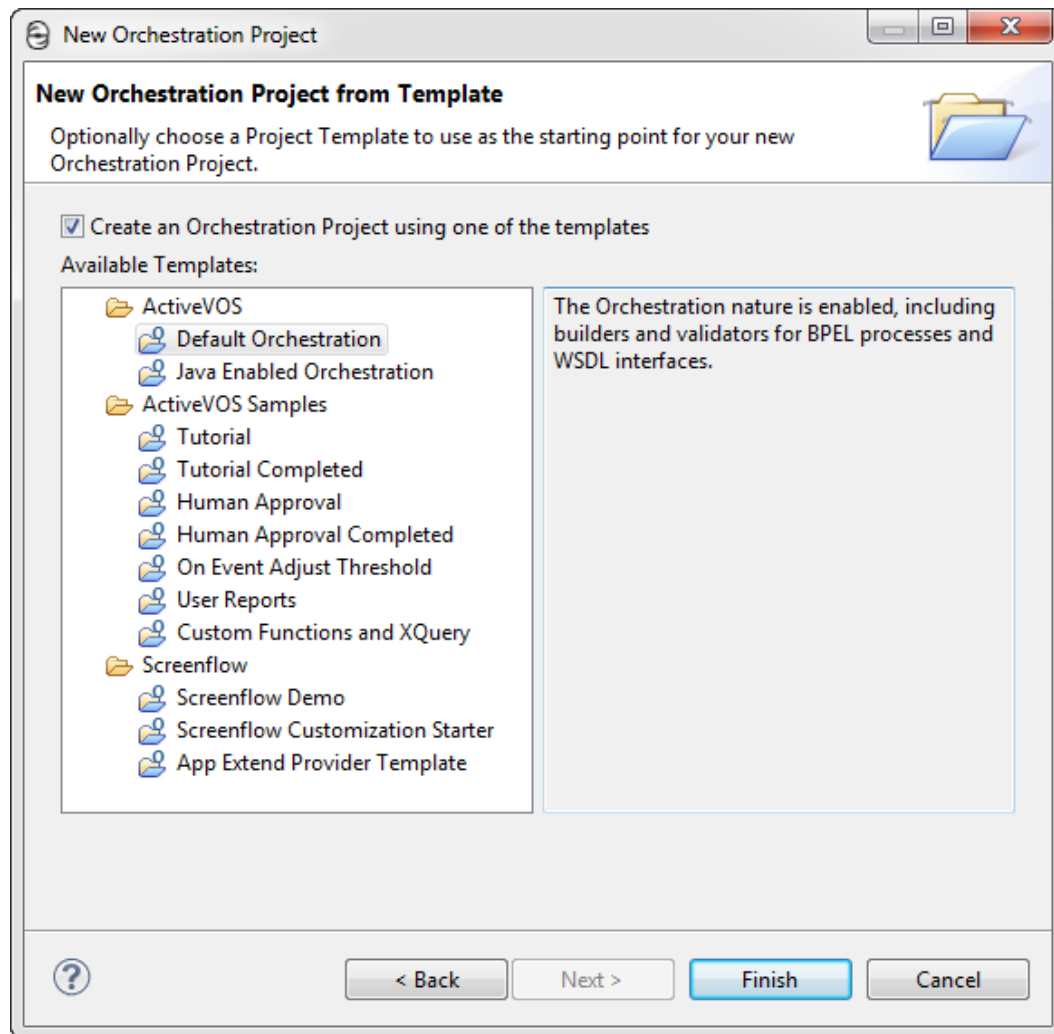 New Orchestration Project
New Orchestration Project from Template
Optionally choose a Project Template to use as the starting point for your new
Orchestration Project.
Create an Orchestration Project using one of the templates
Available Templates:
ActiveVOS
Default Orchestration
Java Enabled Orchestration
ActiveVOS Samples
Tutorial
Tutorial Completed
Human Approval
Human Approval Completed
On Event Adjust Threshold
User Reports
Custom Functions and XQuery
Screenflow
Screenflow Demo
Screenflow Customization Starter
App Extend Provider Template
The Orchestration nature is enabled, including
builders and validators for BPEL processes and
WSDL interfaces.
?
< Back
Next >
Finish
Cancel